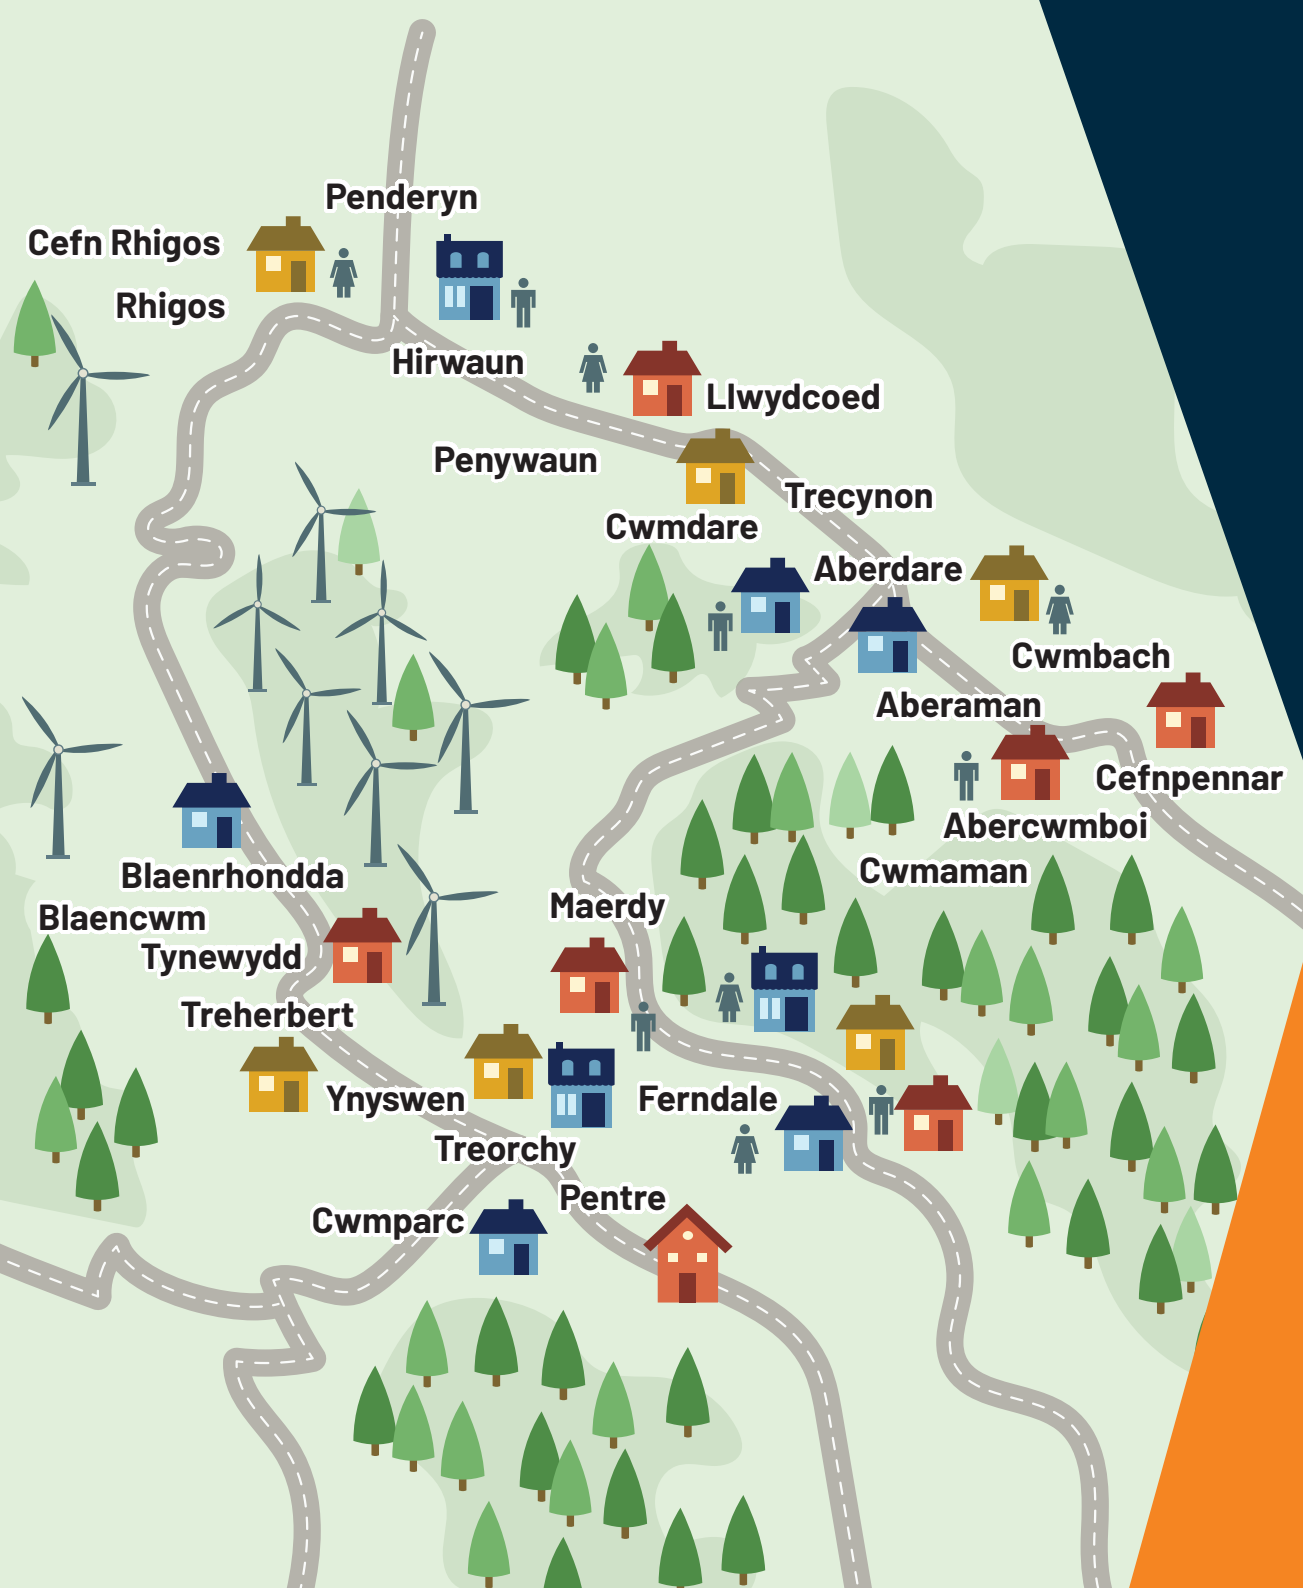 Penderyn
Cefn Rhigos
Rhigos
Hirwaun
Llwydcoed
Penywaun
Trecynon
Cwmdare
Aberdare
Cwmbach
Aberaman
Cefnpennar
Abercwmboi
Cwmaman
Blaenrhondda
Maerdy
Blaencwm
Tynewydd
Treherbert
Ynyswen
Ferndale
Treorchy
Pentre
Cwmparc